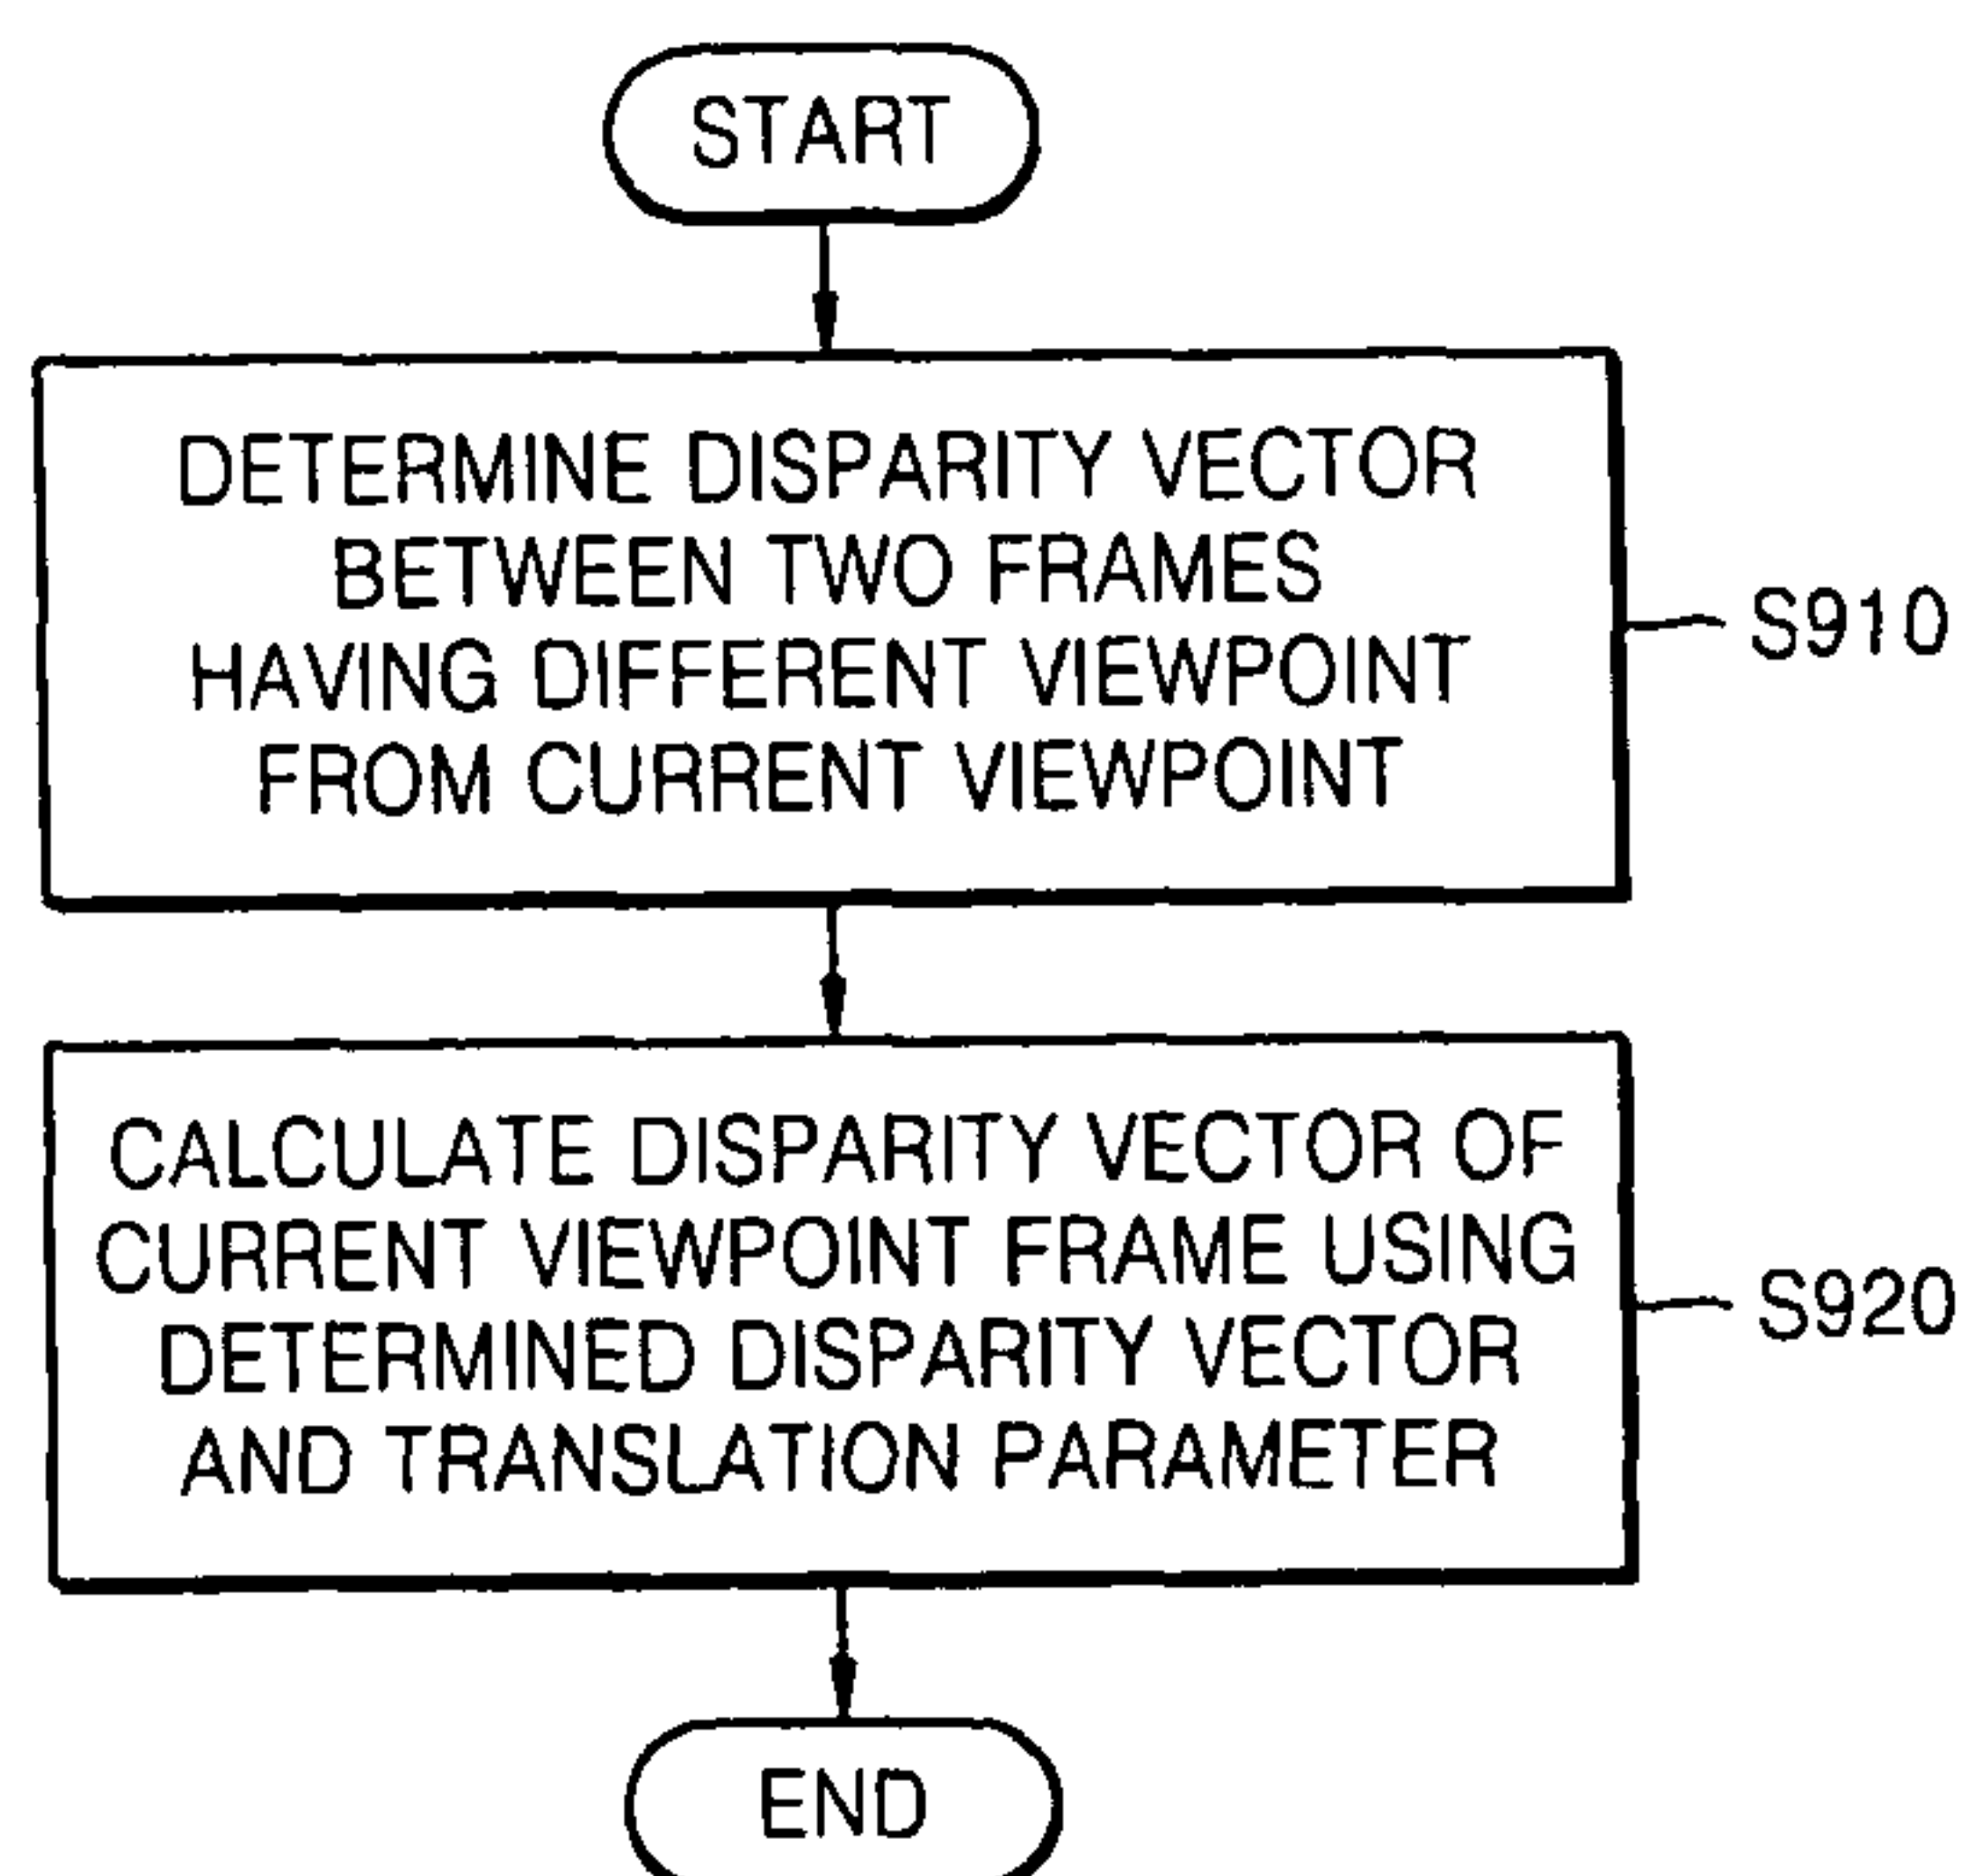 START
DETERMINE DISPARITY VECTOR
BETWEEN TWO FRAMES
HAVING DIFFERENT VIEWPOINT
FROM CURRENT VIEWPOINT
S910
CALCULATE DISPARITY VECTOR OF
CURRENT VIEWPOINT FRAME USING
DETERMINED DISPARITY VECTOR
AND TRANSLATION PARAMETER
S920
END